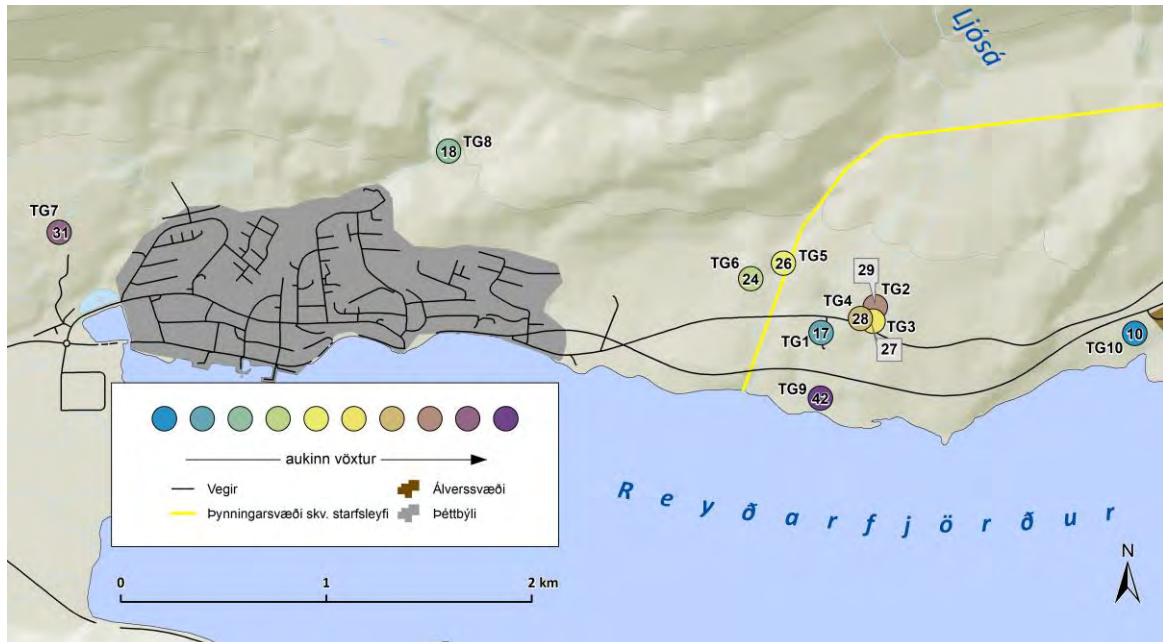 Ljósá
TG8
18
TG7
31
TG6
24
26
TG5
29
TG2
TG4
28
TG3
27
TG1
17
TG10
10
TG9
42
aukinn vöxtur
Vegir
Álverssvæði
Þynningarsvæði skv. starfsleyfi
Þéttbýli
Reyðarfjörður
N
0 1 2 km